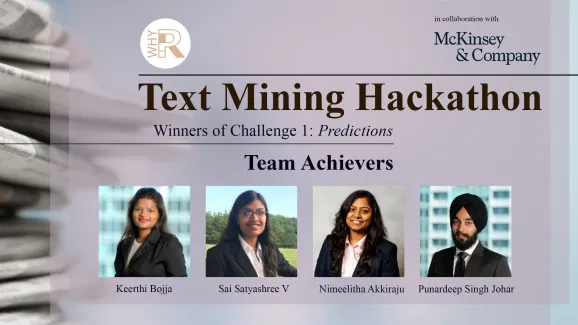 WHY R
in collaboration with
McKinsey
& Company
Text Mining Hackathon
Winners of Challenge 1: Predictions
Team Achievers
Keerthi Bojja
Sai Satyashree V
Nimeelitha Akkiraju
Punardeep Singh Johar